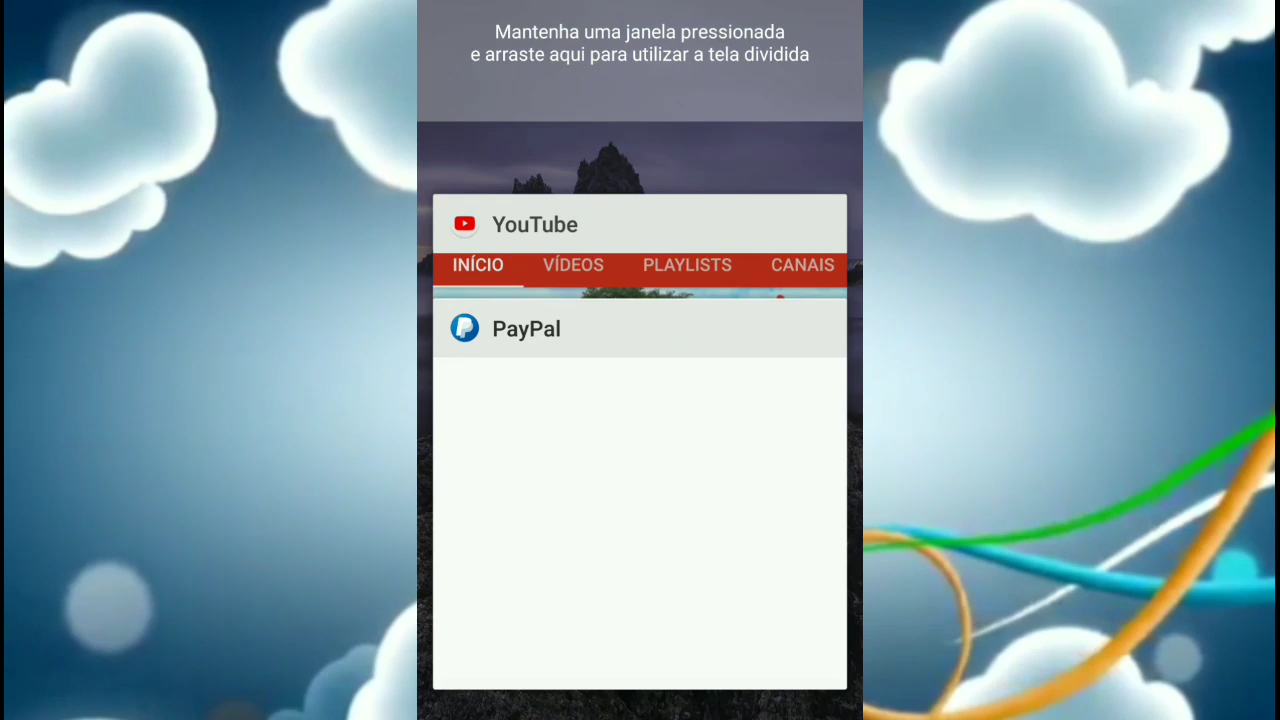 Mantenha uma janela pressionada
e arraste aqui para utilizar a tela dividida
YouTube
INÍCIO VÍDEOS PLAYLISTS CANAIS
PayPal